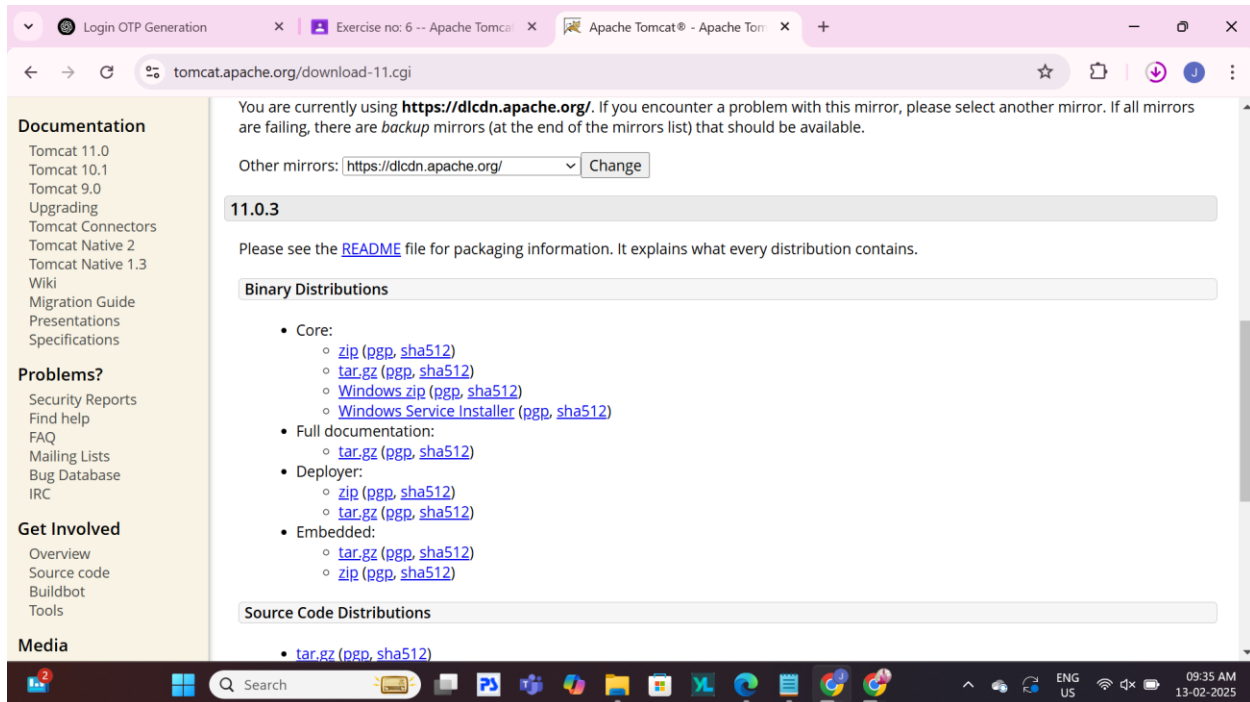 Login OTP Generation
Exercise no: 6 -- Apache Tomca
Apache Tomcat® - Apache Tom
tomcat.apache.org/download-11.cgi
J
Documentation
Tomcat 11.0
Tomcat 10.1
Tomcat 9.0
Upgrading
Tomcat Connectors
Tomcat Native 2
Tomcat Native 1.3
Wiki
Migration Guide
Presentations
Specifications
Problems?
Security Reports
Find help
FAQ
Mailing Lists
Bug Database
IRC
Get Involved
Overview
Source code
Buildbot
Tools
Media
You are currently using https://dlcdn.apache.org/. If you encounter a problem with this mirror, please select another mirror. If all mirrors
are failing, there are backup mirrors (at the end of the mirrors list) that should be available.
Other mirrors: https://dlcdn.apache.org/ Change
11.0.3
Please see the README file for packaging information. It explains what every distribution contains.
Binary Distributions
• Core:
◦ zip (pgp, sha512)
◦ tar.gz (pgp, sha512)
◦ Windows zip (pgp, sha512)
◦ Windows Service Installer (pgp, sha512)
• Full documentation:
◦ tar.gz (pgp, sha512)
• Deployer:
◦ zip (pgp, sha512)
◦ tar.gz (pgp, sha512)
• Embedded:
◦ tar.gz (pgp, sha512)
◦ zip (pgp, sha512)
Source Code Distributions
• tar.gz (pgp, sha512)
2
Search
ENG
US
09:35 AM
13-02-2025